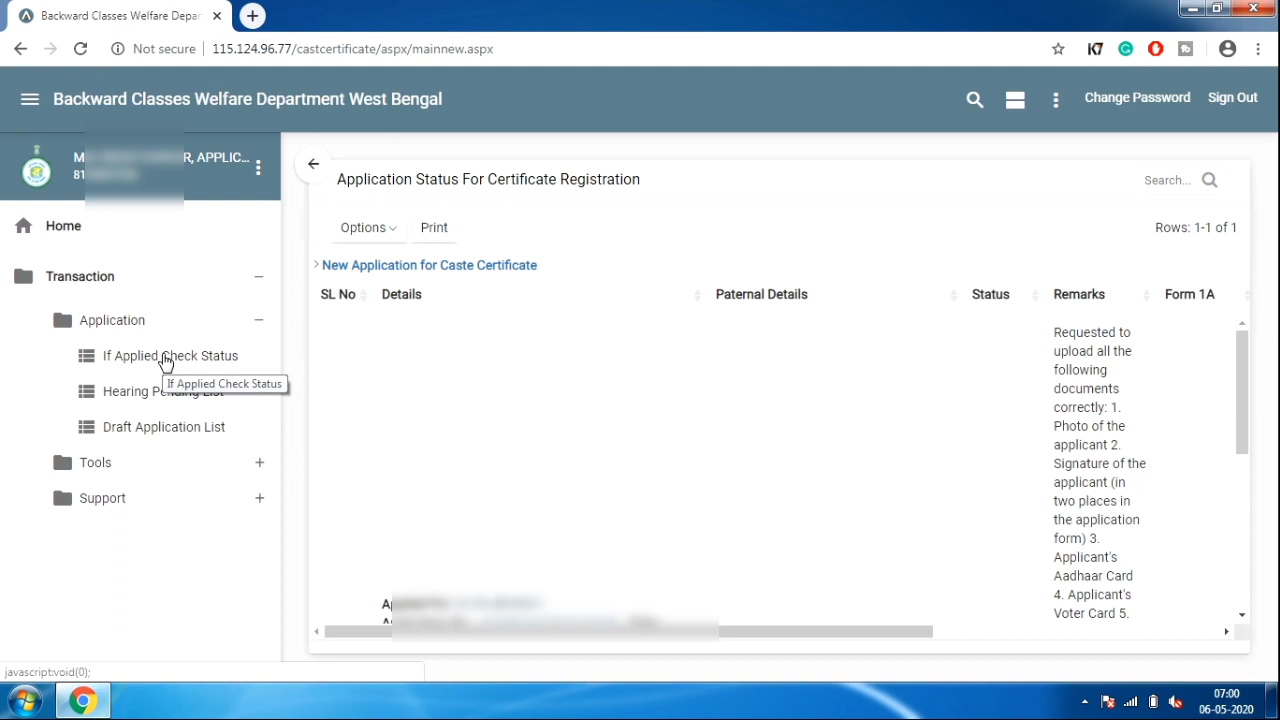 Backward Classes Welfare Depar
Not secure 115.124.96.77/castcertificate/aspx/mainnew.aspx
Backward Classes Welfare Department West Bengal
Change Password
Sign Out
APPLIC...
Home
Transaction
Application
If Applied Check Status
If Applied Check Status
Hearing
Draft Application List
Tools
Support
Application Status For Certificate Registration
Search...
Options
Print
Rows: 1-1 of 1
New Application for Caste Certificate
SL No Details Paternal Details Status Remarks Form 1A
Requested to
upload all the
following
documents
correctly: 1.
Photo of the
applicant 2.
Signature of the
applicant (in
two places in
the application
form) 3.
Applicant's
Aadhaar Card
4. Applicant's
Voter Card 5.
javascript:void(0);
07:00
06-05-2020